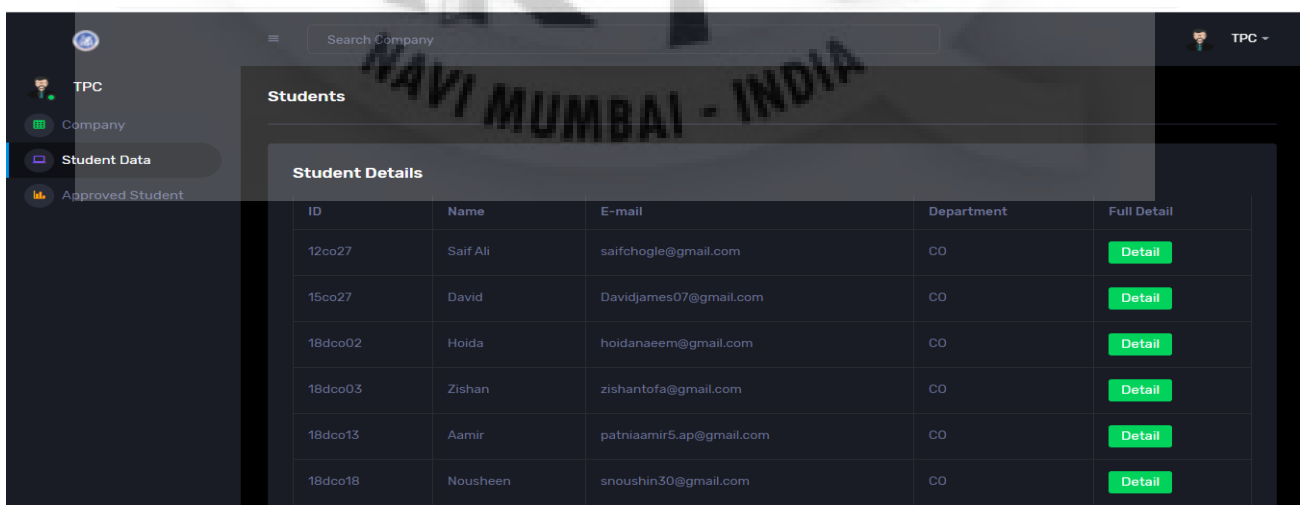 Search Company
TPC
NAVI MUMBAI - INDIA
TPC
Company
Student Data
Approved Student
Students
Student Details
ID Name E-mail Department Full Detail
12co27 Saif Ali saifchogle@gmail.com CO Detail
15co27 David Davidjames07@gmail.com CO Detail
18dco02 Hoida hoidanaeem@gmail.com CO Detail
18dco03 Zishan zishantofa@gmail.com CO Detail
18dco13 Aamir patniaamir5.ap@gmail.com CO Detail
18dco18 Nousheen snoushin30@gmail.com CO Detail